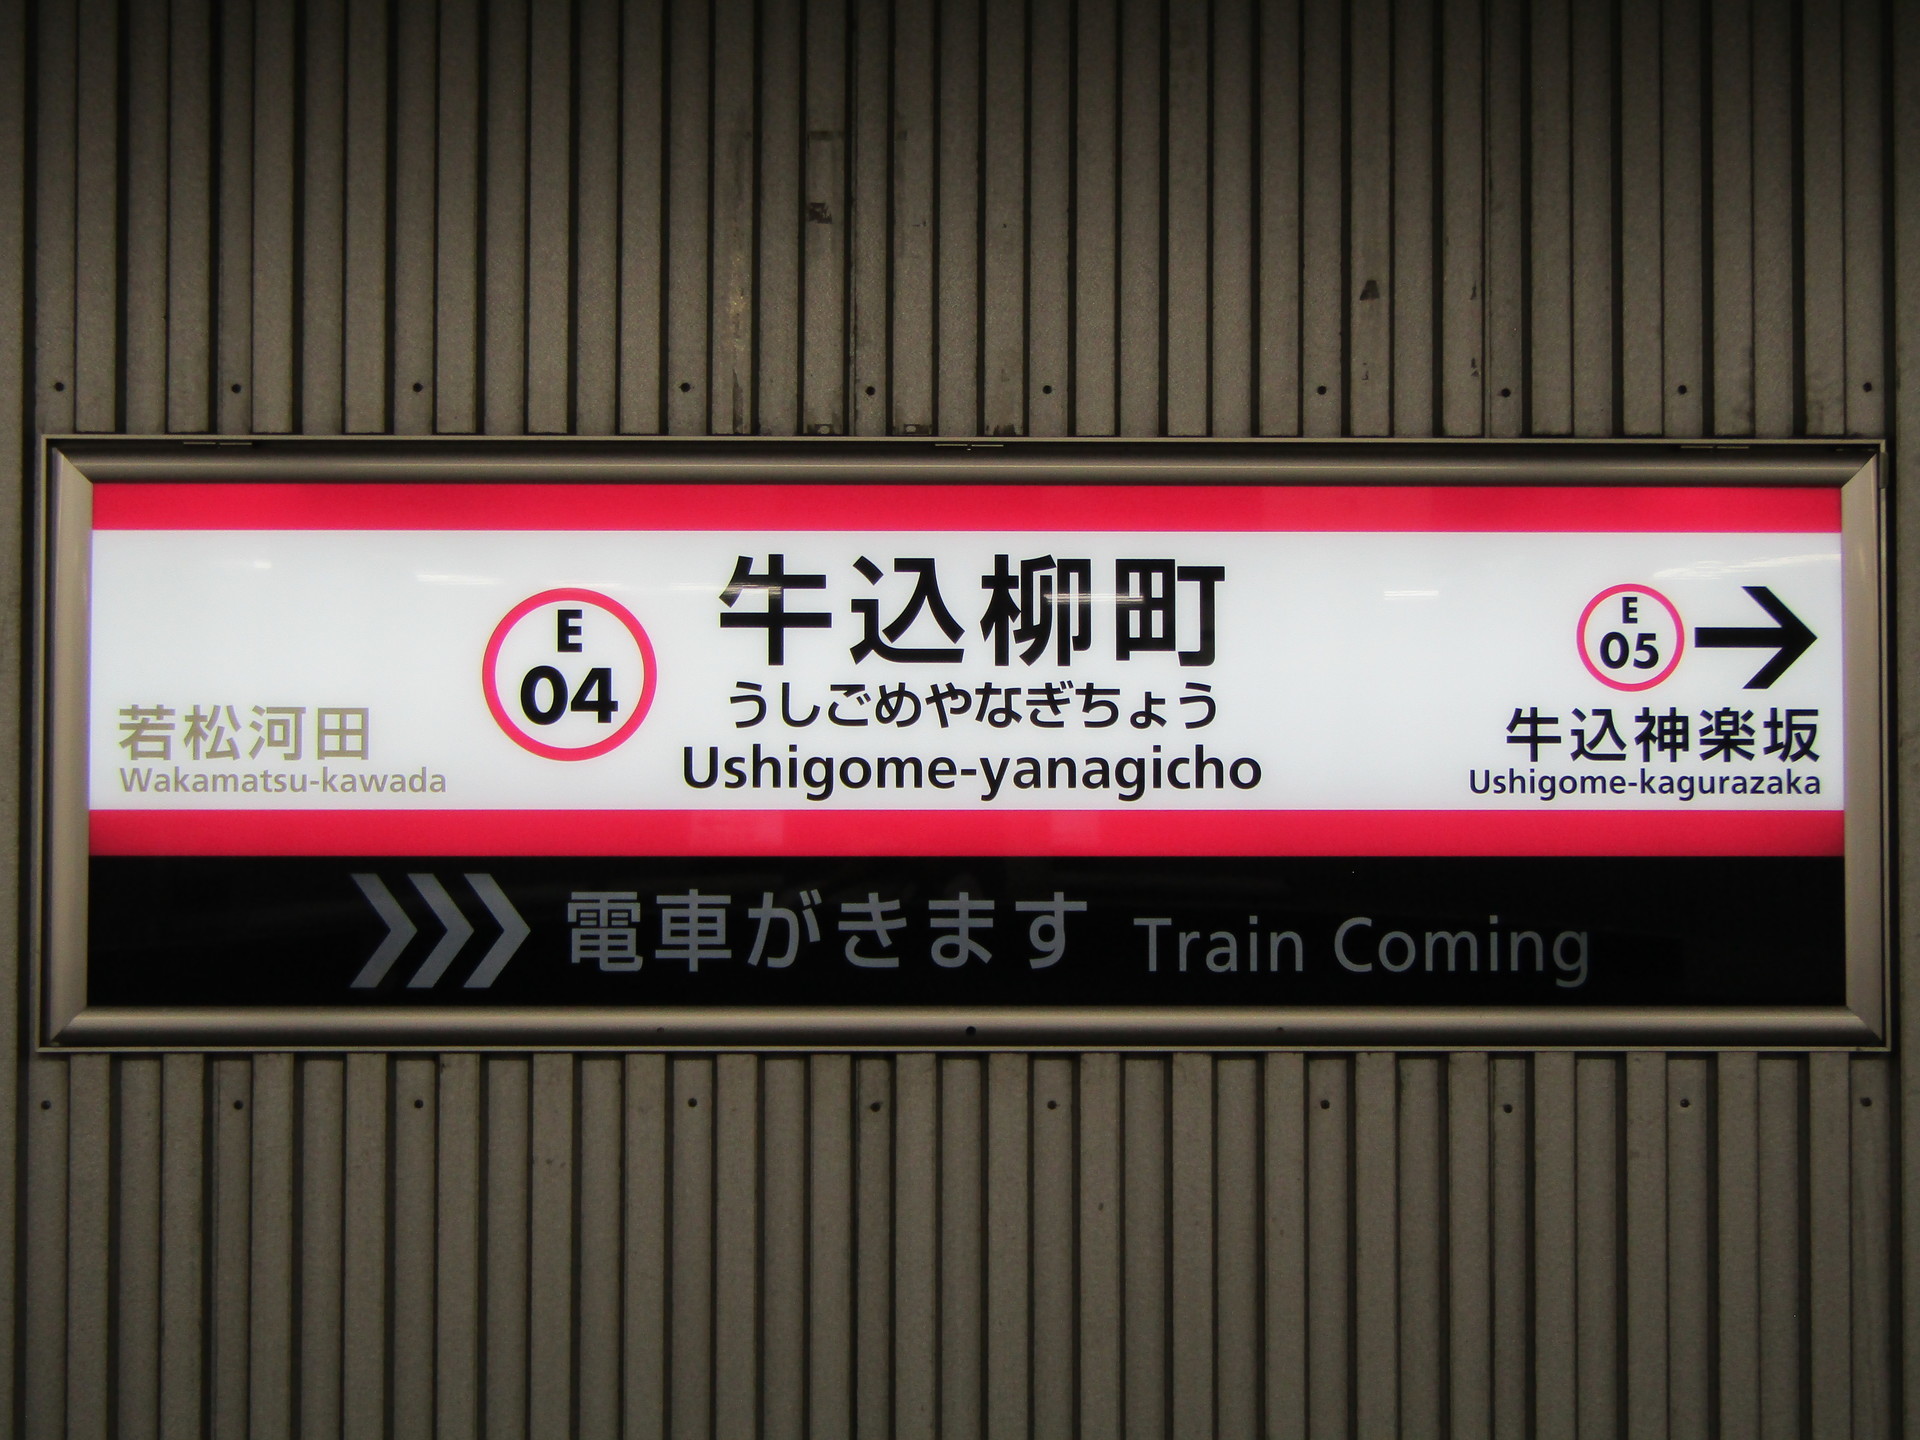 牛込柳町
うしごめやなぎちょう
Ushigome-yanagicho
E
04
若松河田
Wakamatsu-kawada
E
05
牛込神楽坂
Ushigome-kagurazaka
電車がきます Train Coming